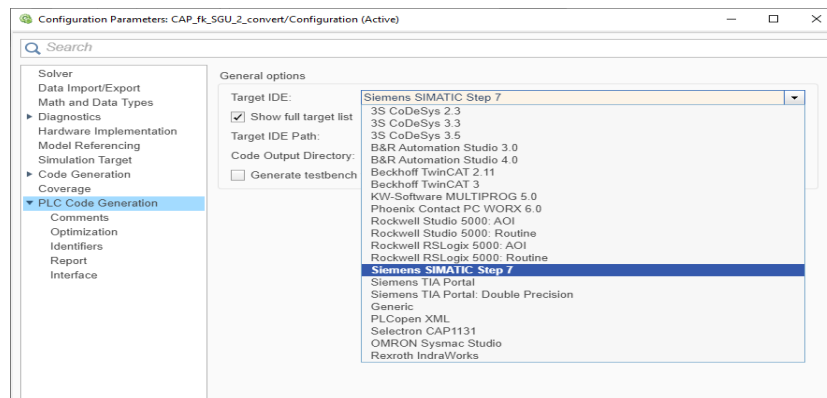 Configuration Parameters: CAP_fk_SGU_2_convert/Configuration (Active)
Search
Solver
Data Import/Export
Math and Data Types
Diagnostics
Hardware Implementation
Model Referencing
Simulation Target
Code Generation
Coverage
PLC Code Generation
Comments
Optimization
Identifiers
Report
Interface
General options
Target IDE: Siemens SIMATIC Step 7
Show full target list
Target IDE Path:
Code Output Directory:
Generate testbench
3S CoDeSys 2.3
3S CoDeSys 3.3
3S CoDeSys 3.5
B&R Automation Studio 3.0
B&R Automation Studio 4.0
Beckhoff TwinCAT 2.11
Beckhoff TwinCAT 3
KW-Software MULTIPROG 5.0
Phoenix Contact PC WORX 6.0
Rockwell Studio 5000: AOI
Rockwell Studio 5000: Routine
Rockwell RSLogix 5000: AOI
Rockwell RSLogix 5000: Routine
Siemens SIMATIC Step 7
Siemens TIA Portal
Siemens TIA Portal: Double Precision
Generic
PLCopen XML
Selectron CAP1131
OMRON Sysmac Studio
Rexroth IndraWorks